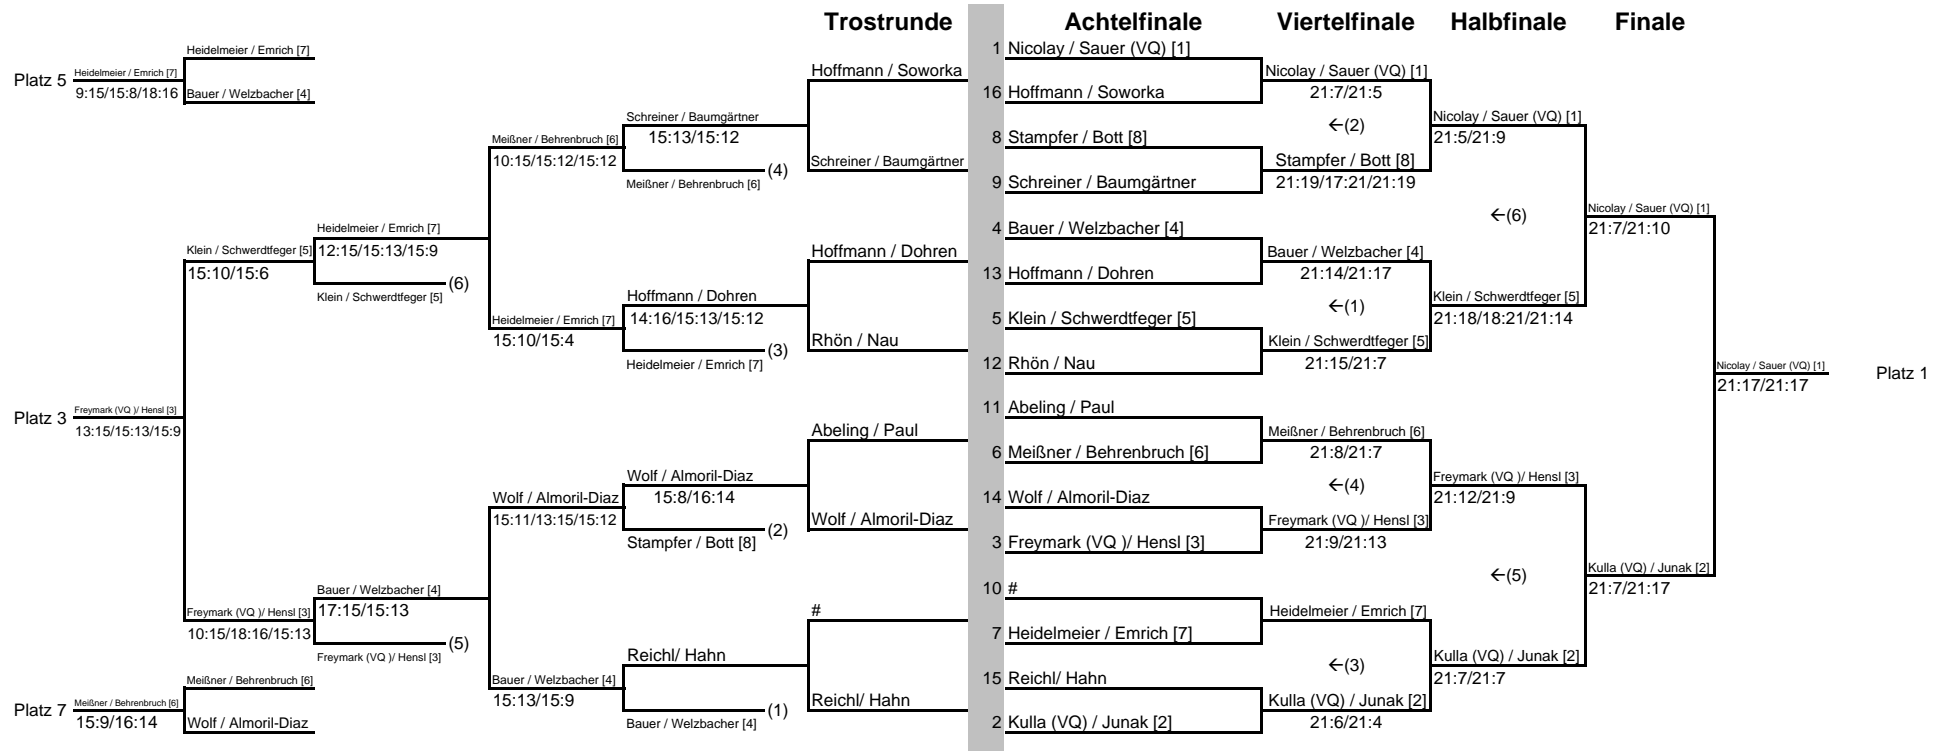 Trostrunde Achtelfinale Viertelfinale Halbfinale Finale
Heidelmeier / Emrich [7]
Platz 5 Heidelmeier / Emrich [7]
9:15/15:8/18:16
Bauer / Welzbacher [4]
Klein / Schwerdtfeger [5]
15:10/15:6
Platz 3 Freymark (VQ )/ Hensl [3]
13:15/15:13/15:9
Freymark (VQ )/ Hensl [3]
10:15/18:16/15:13
Meißner / Behrenbruch [6]
Platz 7 Meißner / Behrenbruch [6]
15:9/16:14
Wolf / Almoril-Diaz
Heidelmeier / Emrich [7]
12:15/15:13/15:9
(6)
Klein / Schwerdtfeger [5]
Bauer / Welzbacher [4]
17:15/15:13
(5)
Freymark (VQ )/ Hensl [3]
Meißner / Behrenbruch [6]
10:15/15:12/15:12
Heidelmeier / Emrich [7]
15:10/15:4
Wolf / Almoril-Diaz
15:11/13:15/15:12
Bauer / Welzbacher [4]
15:13/15:9
Schreiner / Baumgärtner
15:13/15:12
(4)
Meißner / Behrenbruch [6]
Hoffmann / Dohren
14:16/15:13/15:12
(3)
Heidelmeier / Emrich [7]
Wolf / Almoril-Diaz
15:8/16:14
(2)
Stampfer / Bott [8]
Reichl/ Hahn
(1)
Bauer / Welzbacher [4]
Hoffmann / Soworka
Schreiner / Baumgärtner
Hoffmann / Dohren
Rhön / Nau
Abeling / Paul
Wolf / Almoril-Diaz
#
Reichl/ Hahn
1 Nicolay / Sauer (VQ) [1]
16 Hoffmann / Soworka
8 Stampfer / Bott [8]
9 Schreiner / Baumgärtner
4 Bauer / Welzbacher [4]
13 Hoffmann / Dohren
5 Klein / Schwerdtfeger [5]
12 Rhön / Nau
11 Abeling / Paul
6 Meißner / Behrenbruch [6]
14 Wolf / Almoril-Diaz
3 Freymark (VQ )/ Hensl [3]
10 #
7 Heidelmeier / Emrich [7]
15 Reichl/ Hahn
2 Kulla (VQ) / Junak [2]
Nicolay / Sauer (VQ) [1]
21:7/21:5
←(2)
Stampfer / Bott [8]
21:19/17:21/21:19
Bauer / Welzbacher [4]
21:14/21:17
←(1)
Klein / Schwerdtfeger [5]
21:15/21:7
Meißner / Behrenbruch [6]
21:8/21:7
←(4)
Freymark (VQ )/ Hensl [3]
21:9/21:13
Heidelmeier / Emrich [7]
←(3)
Kulla (VQ) / Junak [2]
21:6/21:4
Nicolay / Sauer (VQ) [1]
21:5/21:9
←(6)
Klein / Schwerdtfeger [5]
21:18/18:21/21:14
Freymark (VQ )/ Hensl [3]
21:12/21:9
←(5)
Kulla (VQ) / Junak [2]
21:7/21:7
Nicolay / Sauer (VQ) [1]
21:7/21:10
Kulla (VQ) / Junak [2]
21:7/21:17
Nicolay / Sauer (VQ) [1]
21:17/21:17
Platz 1